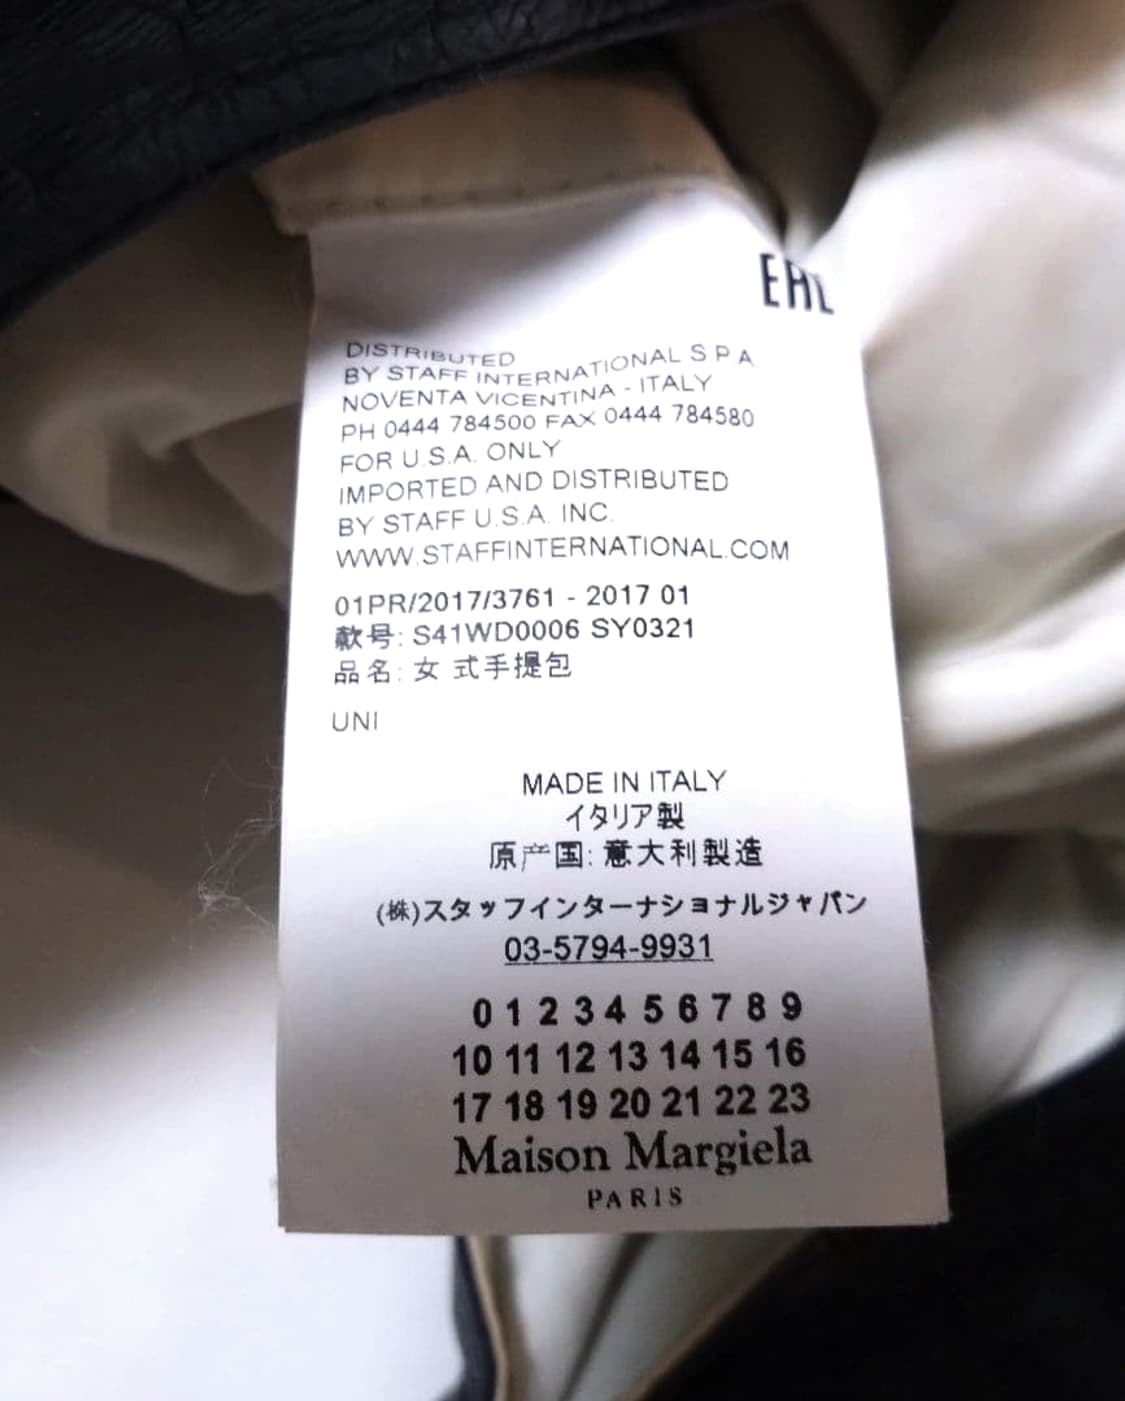 EAC
DISTRIBUTED
BY STAFF INTERNATIONAL S P A
NOVENTA VICENTINA - ITALY
PH 0444 784500 FAX 0444 784580
FOR U.S.A. ONLY
IMPORTED AND DISTRIBUTED
BY STAFF U.S.A. INC.
WWW.STAFFINTERNATIONAL.COM
01PR/2017/3761 - 2017 01
款号: S41WD0006 SY0321
品名: 女 式手提包
UNI
MADE IN ITALY
イタリア製
原产国: 意大利製造
(株)スタッフインターナショナルジャパン
03-5794-9931
0 1 2 3 4 5 6 7 8 9
10 11 12 13 14 15 16
17 18 19 20 21 22 23
Maison Margiela
PARIS